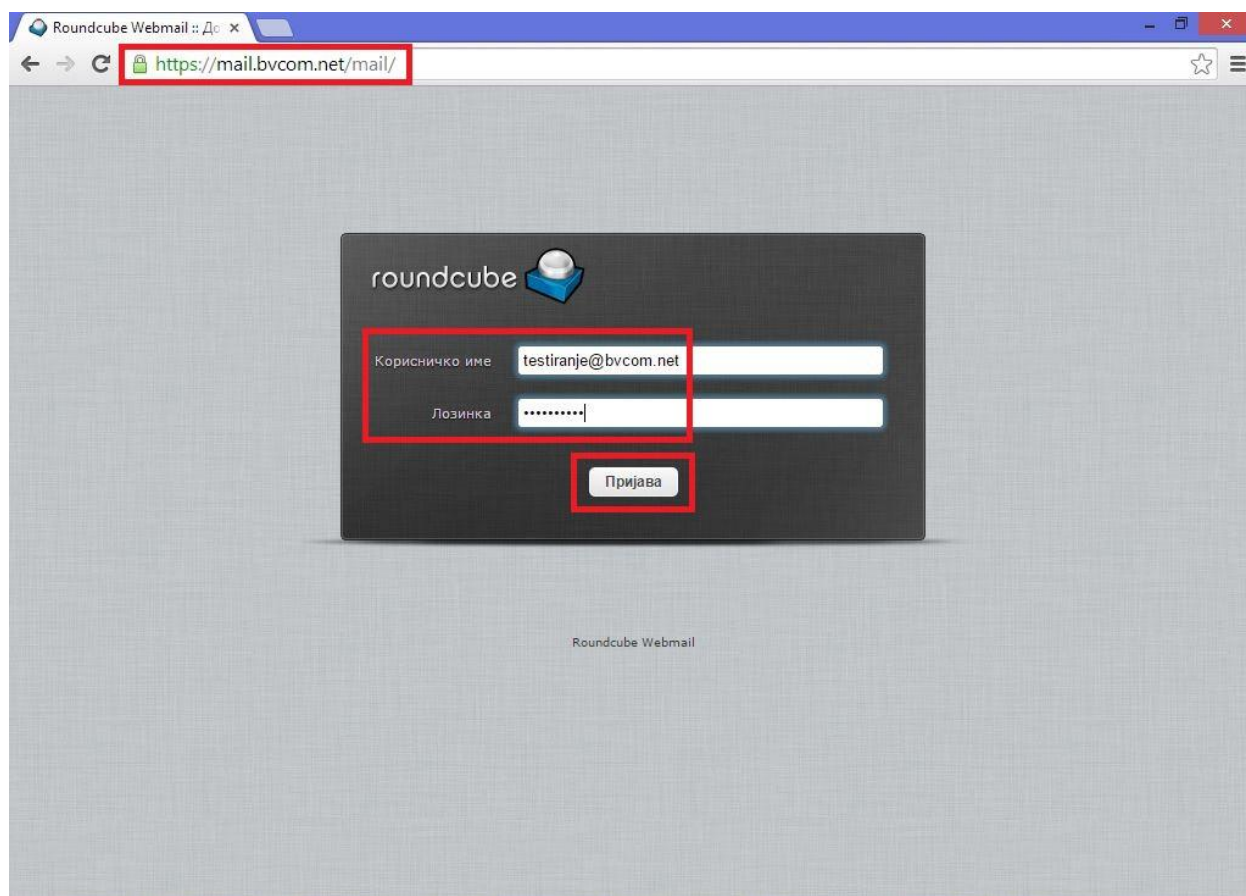 Roundcube Webmail :: До
https://mail.bvcom.net/mail/
roundcube
Корисничко име testiranje@bvcom.net
Лозинка ••••••••••
Пријава
Roundcube Webmail